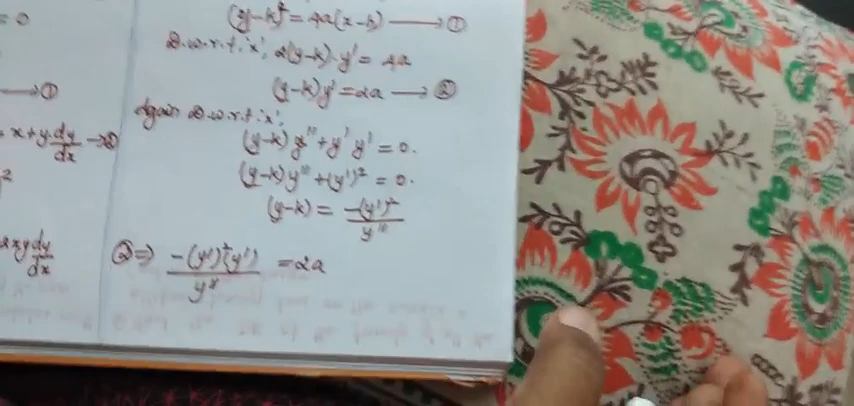 = 0
(y-k)² = 4a(x-h) ——→ ①
D.w.r.t. 'x', 2(y-k). y' = 4a
(y-k)y' = 2a ——→ ②
——→ ①
Again D.w.r.t. 'x',
(y-k) y'' + y' y' = 0.
x+y dy/dx → ②
(y-k) y'' + (y')² = 0.
2
(y-k) = -(y')²/y''
2xy dy/dx
② ⇒ -(y')²(y')/y'' = 2a